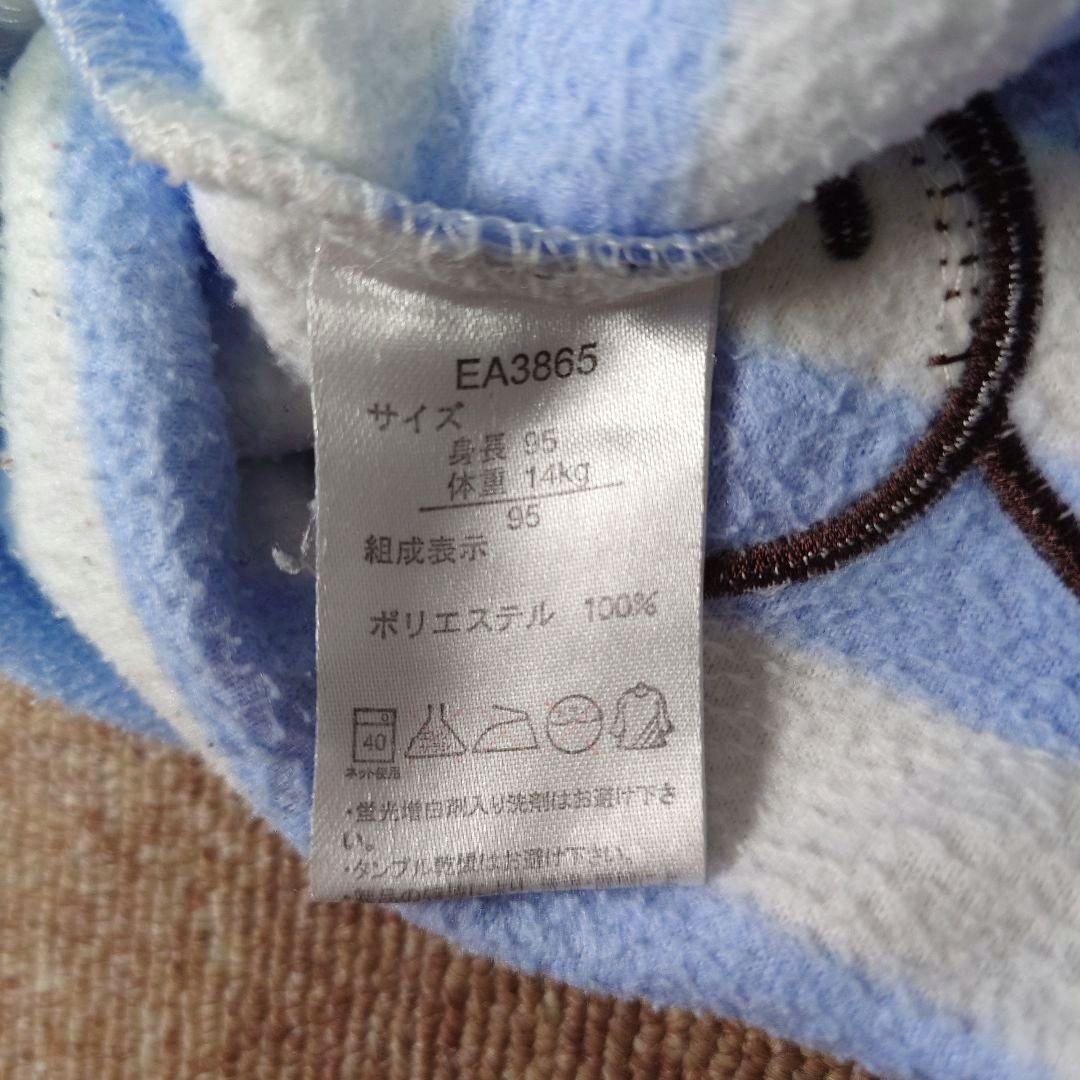 EA3865
サイズ
身長 95
体重 14kg
95
組成表示
ポリエステル 100%
40
ネット使用
・蛍光増白剤入り洗剤はお避け下さ
い。
・タンブル乾燥はお避け下さい。